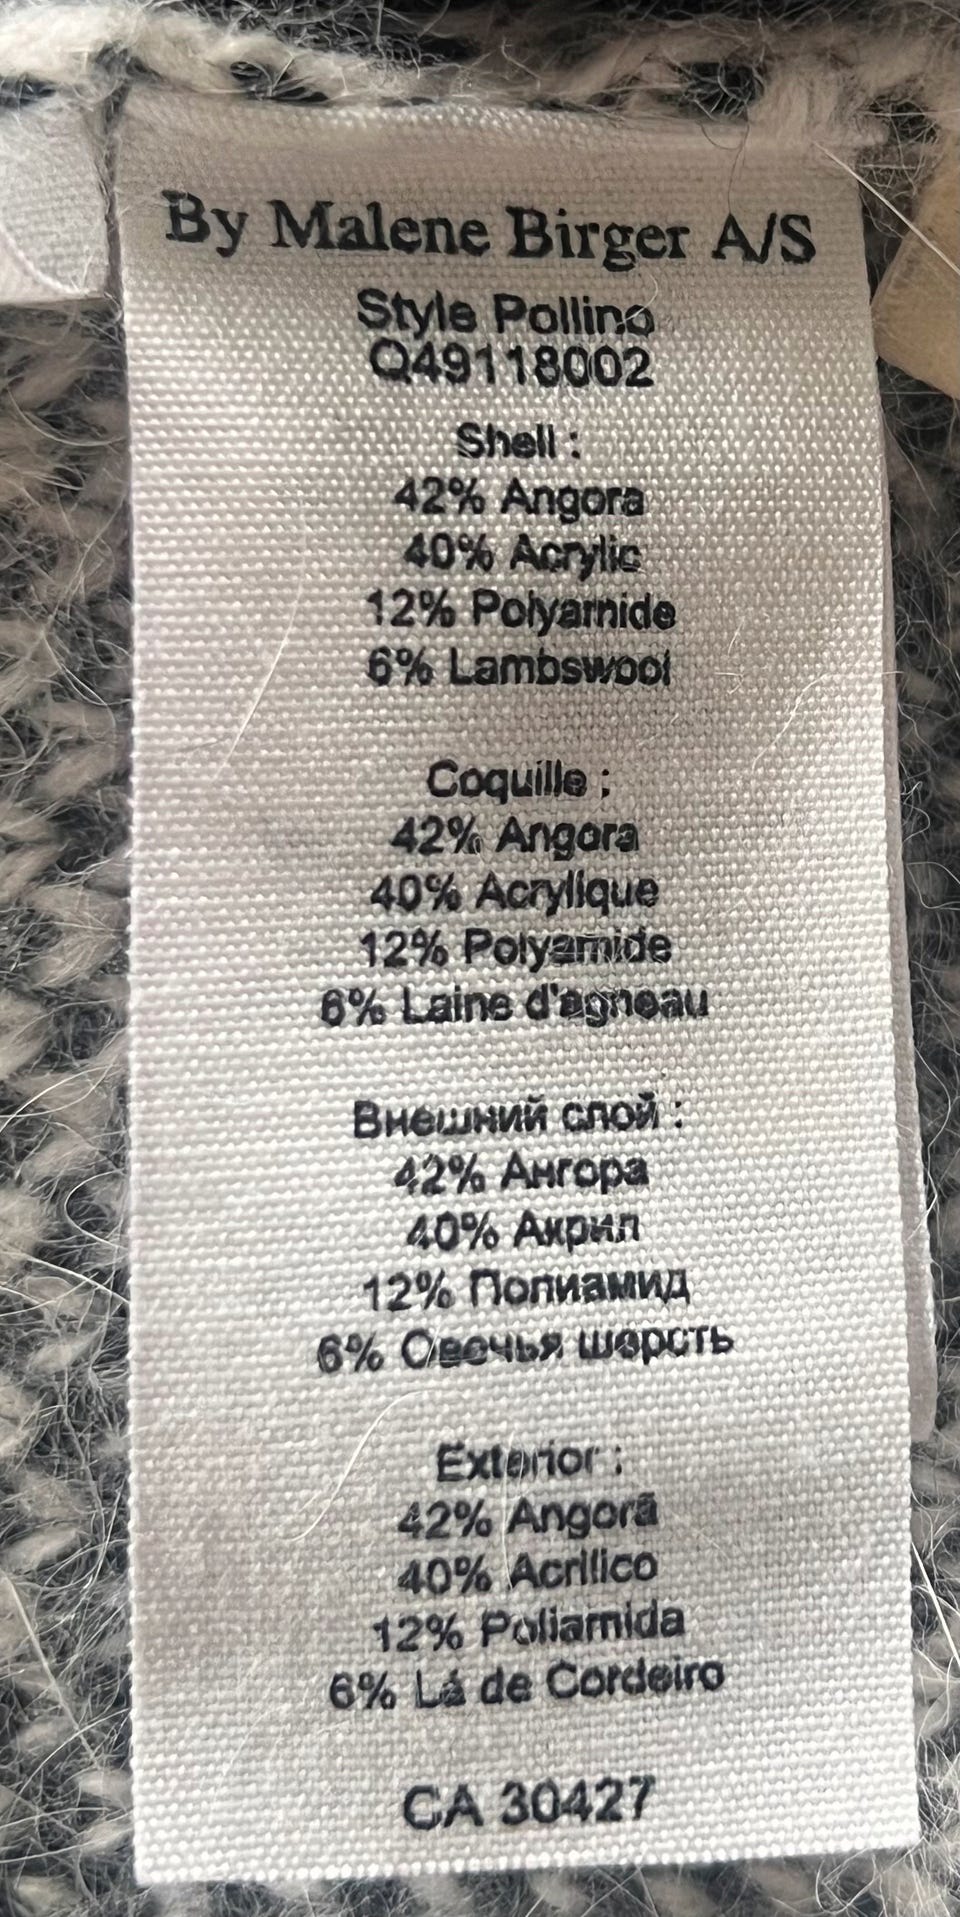 By Malene Birger A/S
Style Pollino
Q49118002
Shell :
42% Angora
40% Acrylic
12% Polyamide
6% Lambswool
Coquille :
42% Angora
40% Acrylique
12% Polyamide
6% Laine d'agneau
Внешний слой :
42% Ангора
40% Акрил
12% Полиамид
6% Овечья шерсть
Exterior :
42% Angorã
40% Acrílico
12% Poliamida
6% Lá de Cordeiro
CA 30427